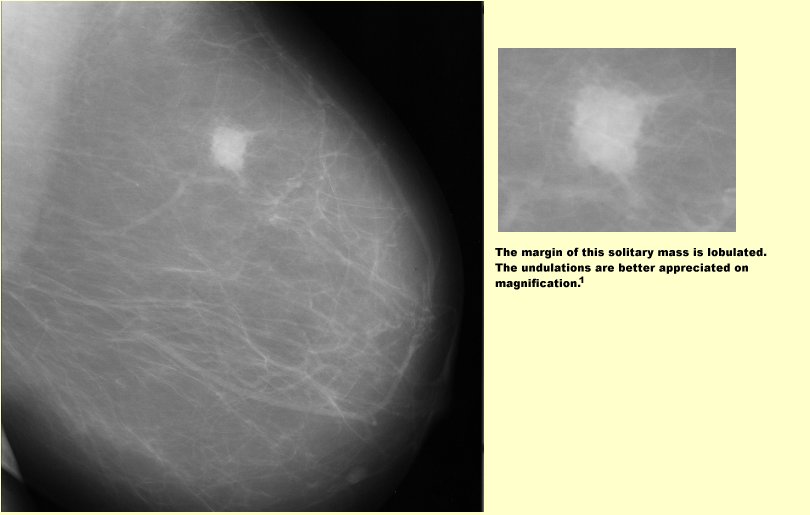 The margin of this solitary mass is lobulated.
The undulations are better appreciated on
magnification.1